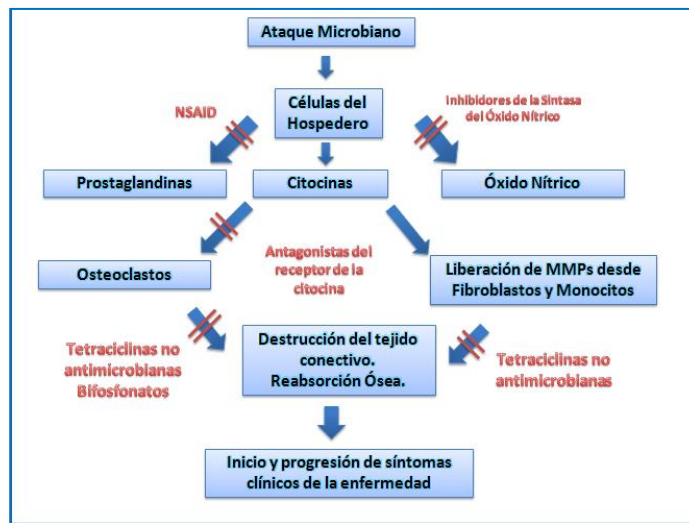 Ataque Microbiano
NSAID
Células del
Hospedero
Inhibidores de la Sintasa
del Óxido Nítrico
Prostaglandinas
Citocinas
Óxido Nítrico
Antagonistas del
receptor de la
citocina
Osteoclastos
Liberación de MMPs desde
Fibroblastos y Monocitos
Tetraciclinas no
antimicrobianas
Bifosfonatos
Destrucción del tejido
conectivo.
Reabsorción Ósea.
Tetraciclinas no
antimicrobianas
Inicio y progresión de síntomas
clínicos de la enfermedad